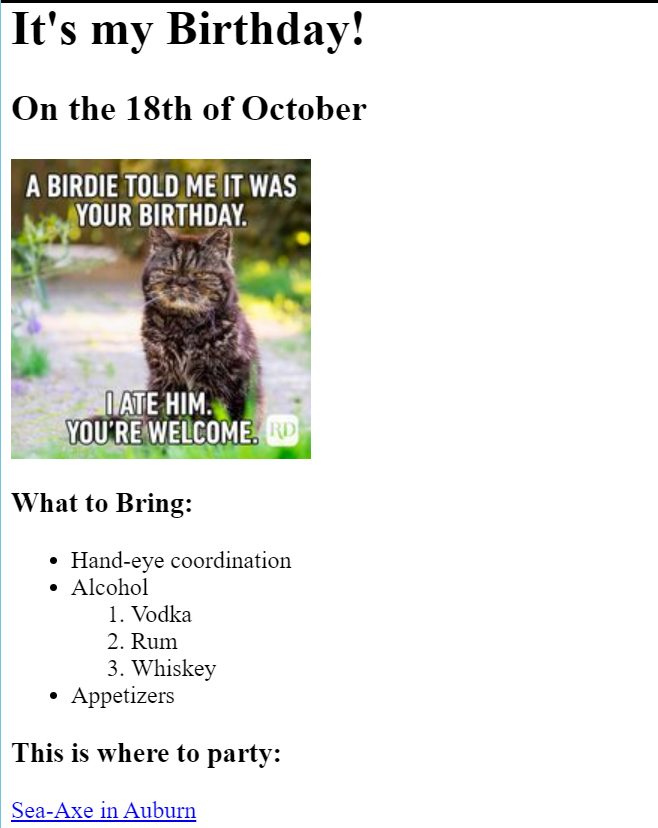 It's my Birthday!
On the 18th of October
A BIRDIE TOLD ME IT WAS
YOUR BIRTHDAY.
I ATE HIM.
YOU'RE WELCOME.
RD
What to Bring:
• Hand-eye coordination
• Alcohol
1. Vodka
2. Rum
3. Whiskey
• Appetizers
This is where to party:
Sea-Axe in Auburn